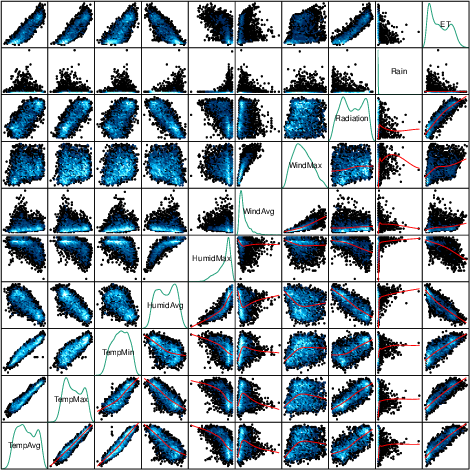 ET
Rain
Radiation
WindMax
WindAvg
HumidMax
HumidAvg
TempMin
TempMax
TempAvg